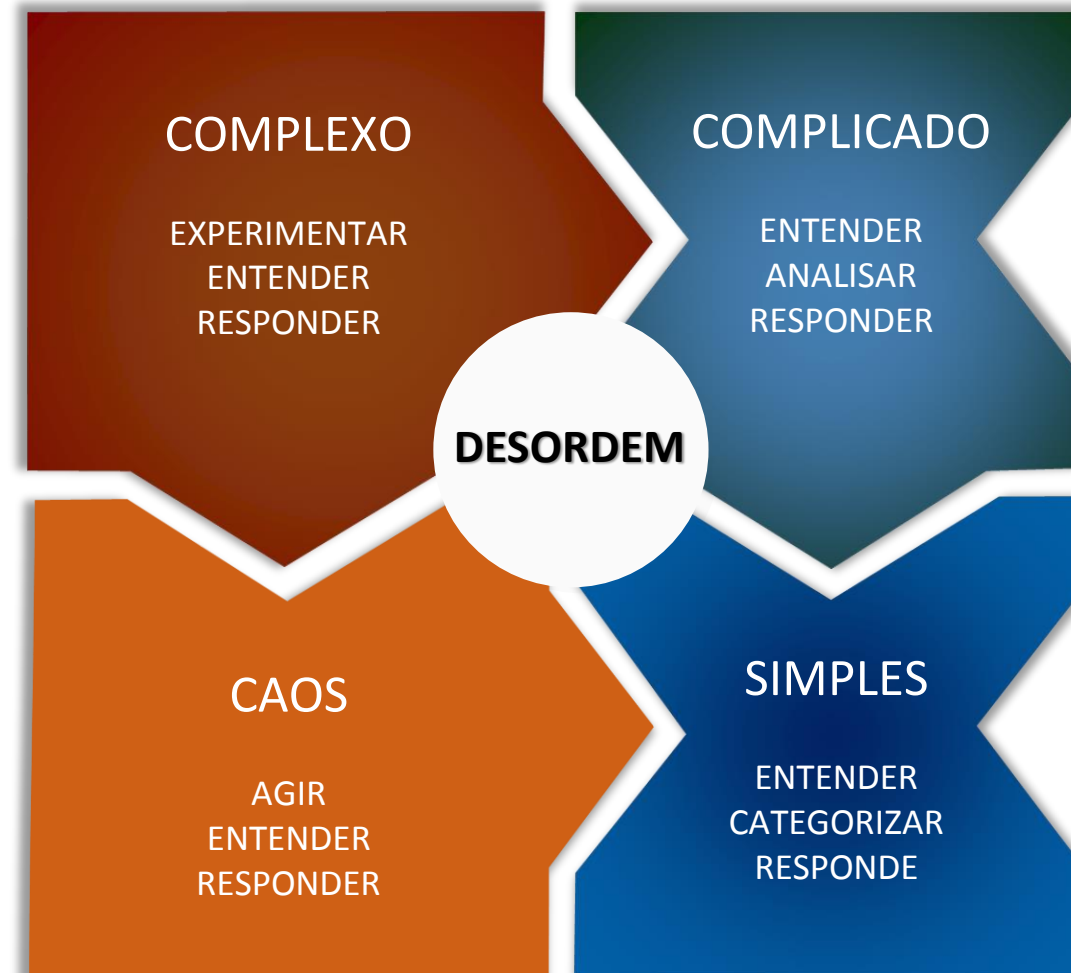 COMPLEXO
EXPERIMENTAR
ENTENDER
RESPONDER
COMPLICADO
ENTENDER
ANALISAR
RESPONDER
DESORDEM
CAOS
AGIR
ENTENDER
RESPONDER
SIMPLES
ENTENDER
CATEGORIZAR
RESPONDE